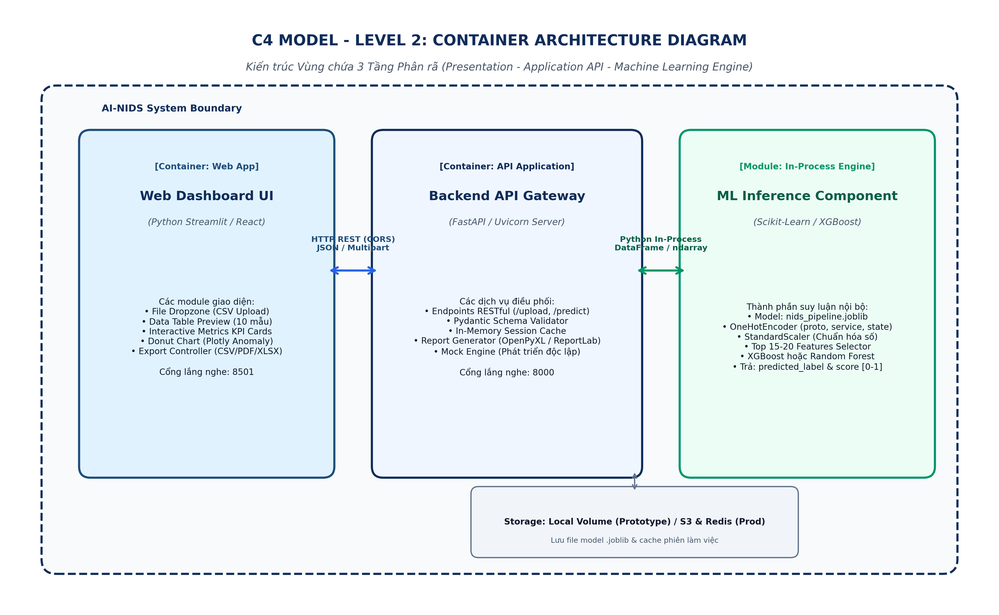 C4 MODEL - LEVEL 2: CONTAINER ARCHITECTURE DIAGRAM
Kiến trúc Vùng chứa 3 Tầng Phân rã (Presentation - Application API - Machine Learning Engine)
AI-NIDS System Boundary
[Container: Web App]
Web Dashboard UI
(Python Streamlit / React)
HTTP REST (CORS)
JSON / Multipart
Các module giao diện:
• File Dropzone (CSV Upload)
• Data Table Preview (10 mẫu)
• Interactive Metrics KPI Cards
• Donut Chart (Plotly Anomaly)
• Export Controller (CSV/PDF/XLSX)
Cổng lắng nghe: 8501
[Container: API Application]
Backend API Gateway
(FastAPI / Uvicorn Server)
Python In-Process
DataFrame / ndarray
Các dịch vụ điều phối:
• Endpoints RESTful (/upload, /predict)
• Pydantic Schema Validator
• In-Memory Session Cache
• Report Generator (OpenPyXL / ReportLab)
• Mock Engine (Phát triển độc lập)
Cổng lắng nghe: 8000
[Module: In-Process Engine]
ML Inference Component
(Scikit-Learn / XGBoost)
Thành phần suy luận nội bộ:
• Model: nids_pipeline.joblib
• OneHotEncoder (proto, service, state)
• StandardScaler (Chuẩn hóa số)
• Top 15-20 Features Selector
• XGBoost hoặc Random Forest
• Trả: predicted_label & score [0-1]
Storage: Local Volume (Prototype) / S3 & Redis (Prod)
Lưu file model .joblib & cache phiên làm việc